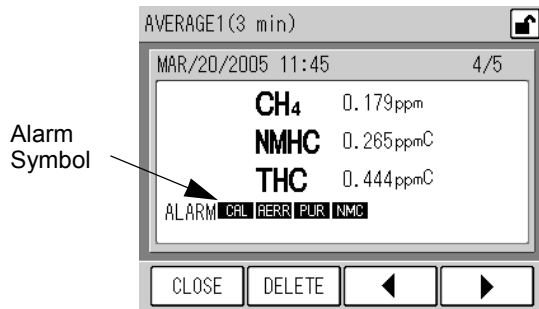 AVERAGE1(3 min)
MAR/20/2005 11:45 4/5
CH4 0.179ppm
NMHC 0.265ppmC
THC 0.444ppmC
Alarm
Symbol
ALARM CAL AERR PUR NMC
CLOSE DELETE